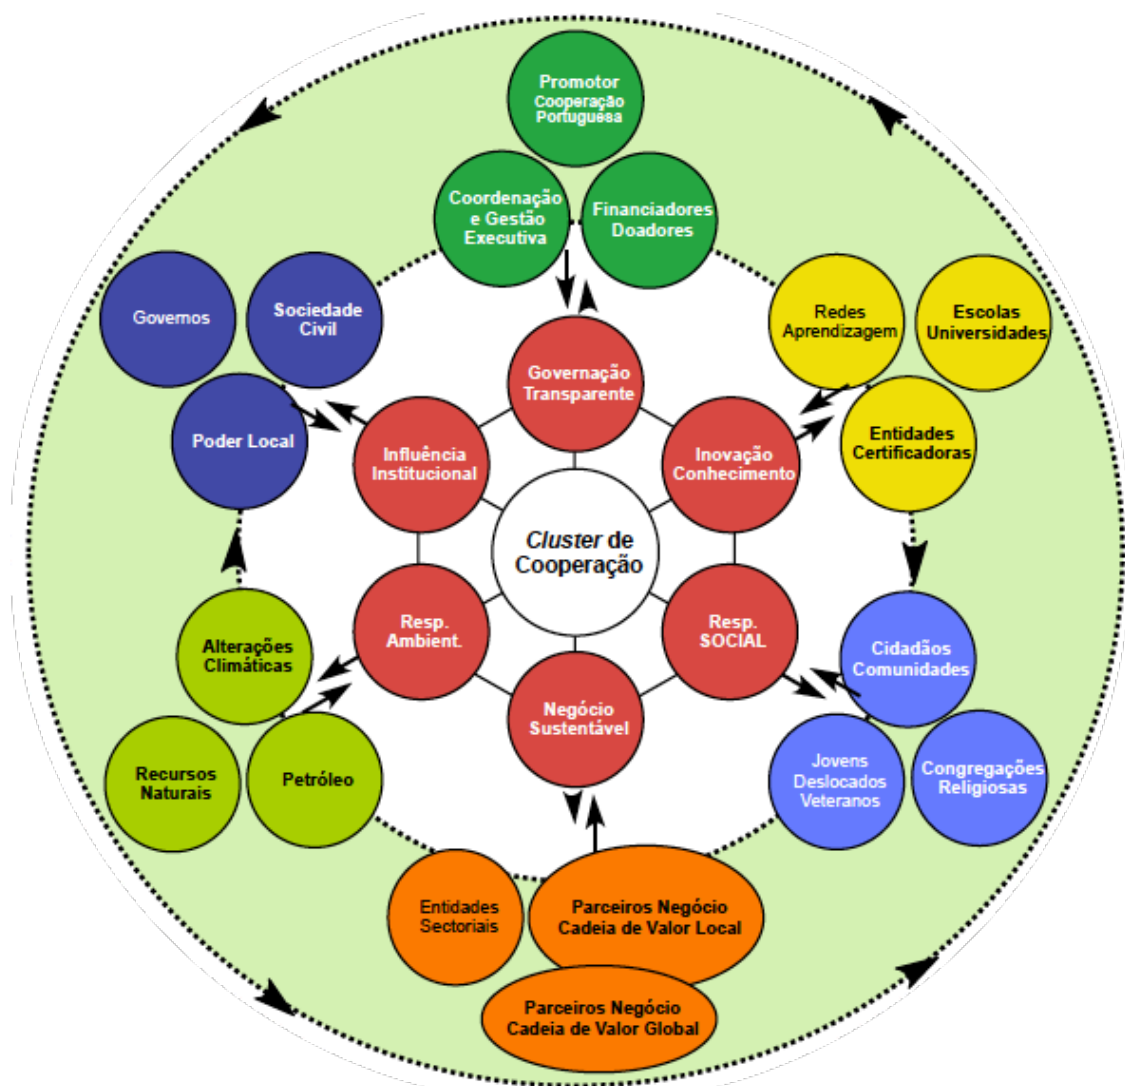 Promotor
Cooperação
Portuguesa
Coordenação
e Gestão
Executiva
Financiadores
Doadores
Governos
Sociedade
Civil
Poder Local
Redes
Aprendizagem
Escolas
Universidades
Entidades
Certificadoras
Governação
Transparente
Influência
Institucional
Inovação
Conhecimento
Cluster de
Cooperação
Resp.
Ambient.
Resp.
SOCIAL
Negócio
Sustentável
Alterações
Climáticas
Recursos
Naturais
Petróleo
Cidadãos
Comunidades
Jovens
Deslocados
Veteranos
Congregações
Religiosas
Entidades
Sectoriais
Parceiros Negócio
Cadeia de Valor Local
Parceiros Negócio
Cadeia de Valor Global